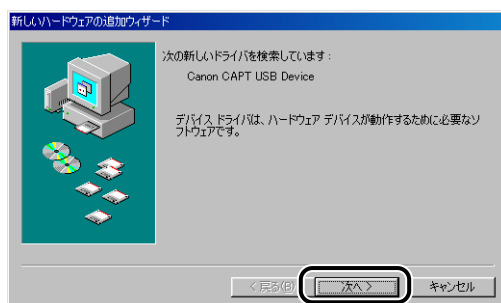 新しいハードウェアの追加ウィザード
次の新しいドライバを検索しています：
Canon CAPT USB Device
デバイス ドライバは、ハードウェア デバイスが動作するために必要なソ
フトウェアです。
< 戻る(B)
次へ >
キャンセル